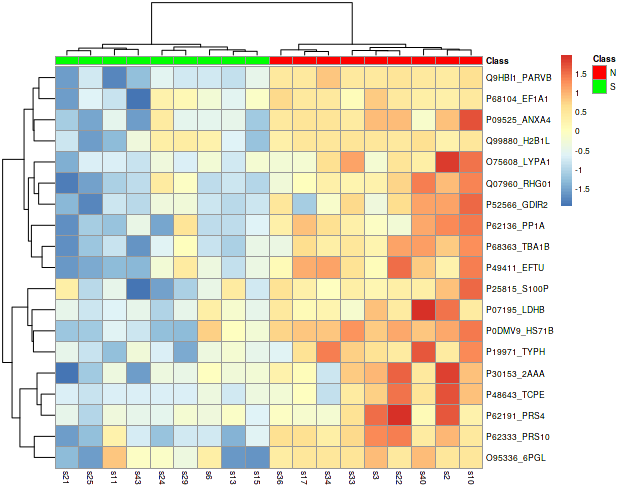 Class
Q9HBI1_PARVB
P68104_EF1A1
P09525_ANXA4
Q99880_H2B1L
O75608_LYPA1
Q07960_RHG01
P52566_GDIR2
P62136_PP1A
P68363_TBA1B
P49411_EFTU
P25815_S100P
P07195_LDHB
P0DMV9_HS71B
P19971_TYPH
P30153_2AAA
P48643_TCPE
P62191_PRS4
P62333_PRS10
O95336_6PGL
s21 s25 s11 s43 s24 s29 s6 s13 s15 s36 s17 s34 s33 s3 s22 s40 s2 s10
1.5
1
0.5
0
-0.5
-1
-1.5
Class
N
S